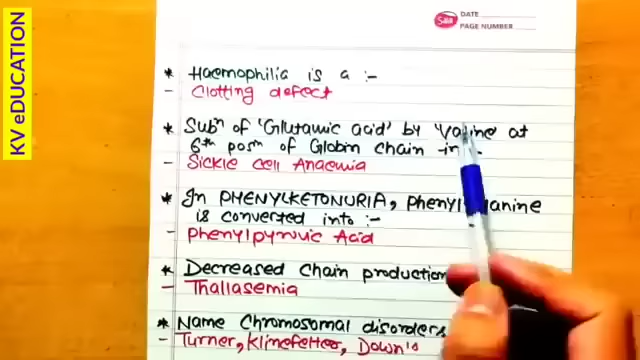 KV eDUCATION
DATE
PAGE NUMBER
* Haemophilia is a :-
- Clotting defect
* Subⁿ of 'Glutamic acid' by 'Valine' at
6th posⁿ of Globin chain -in
- Sickle cell Anaemia
* In PHENYLKETONURIA, Phenylalanine
is converted into :-
- Phenylpyruvic Acid
* Decreased Chain production
- Thallasemia
* Name Chromosomal disorders
- Turner, Klinefelter, Down's